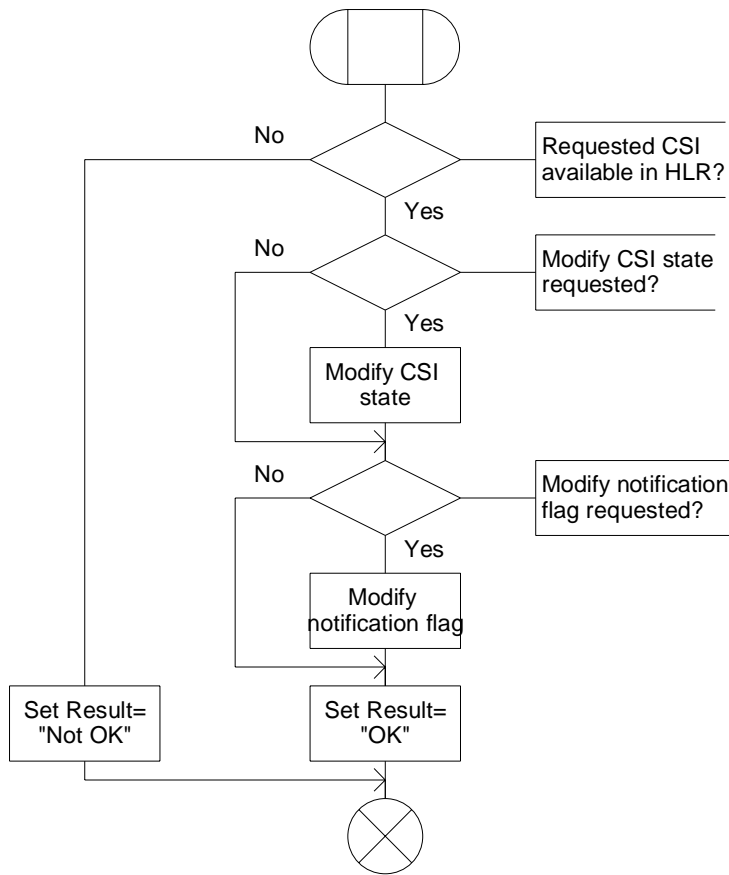 No
Requested CSI
available in HLR?
Yes
No
Modify CSI state
requested?
Yes
Modify CSI
state
No
Modify notification
flag requested?
Yes
Modify
notification flag
Set Result=
"Not OK"
Set Result=
"OK"